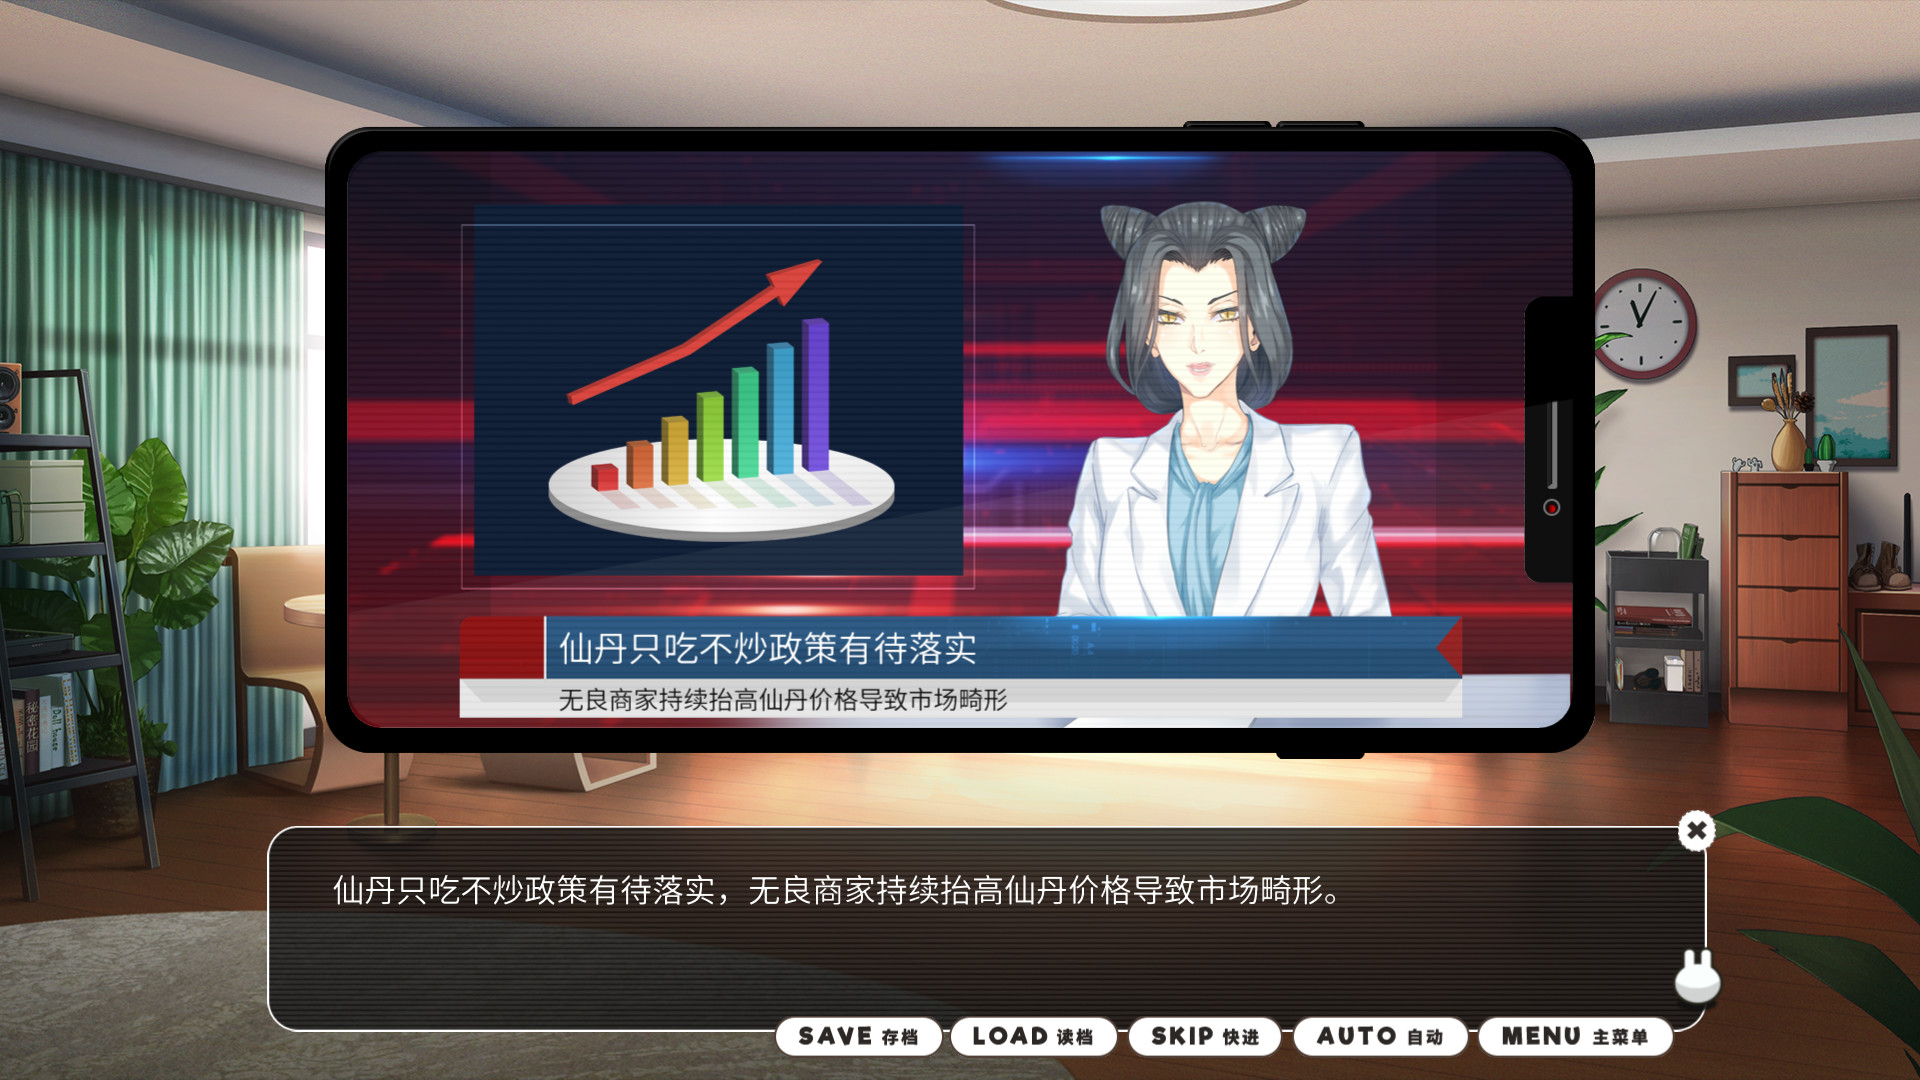 仙丹只吃不炒政策有待落实
无良商家持续抬高仙丹价格导致市场畸形
秘密花园
仙丹只吃不炒政策有待落实，无良商家持续抬高仙丹价格导致市场畸形。
SAVE 存档
LOAD 读档
SKIP 快进
AUTO 自动
MENU 主菜单